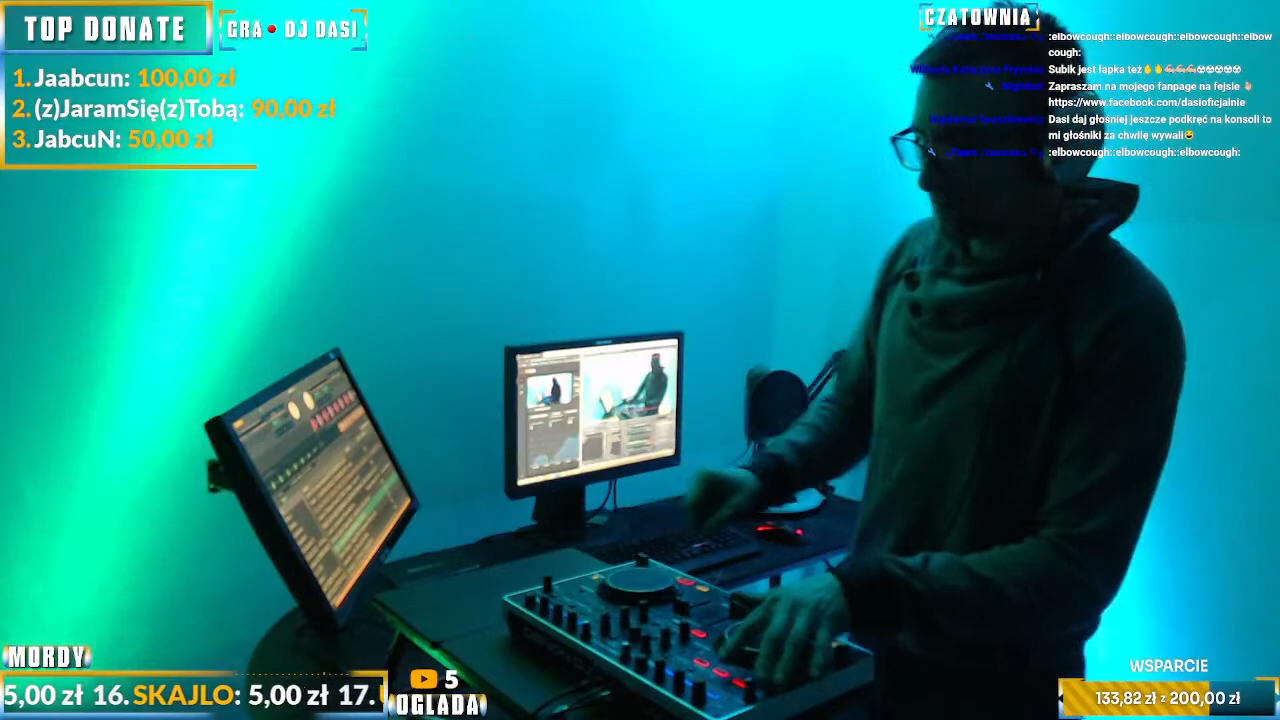 TOP DONATE
GRA • DJ DASI
1. Jaabcun: 100,00 zł
2. (z)JaramSię(z)Tobą: 90,00 zł
3. JabcuN: 50,00 zł
CZATOWNIA
:elbowcough::elbowcough::elbowcough::elbow
cough:
Subik jest łapka też
Zapraszam na mojego fanpage na fejsie
https://www.facebook.com/dasioficjalnie
Dasi daj głośniej jeszcze podkręć na konsoli to
mi głośniki za chwilę wywali
:elbowcough::elbowcough::elbowcough:
MORDY
5,00 zł 16. SKAJLO: 5,00 zł 17.
5
OGLĄDA
WSPARCIE
133,82 zł z 200,00 zł